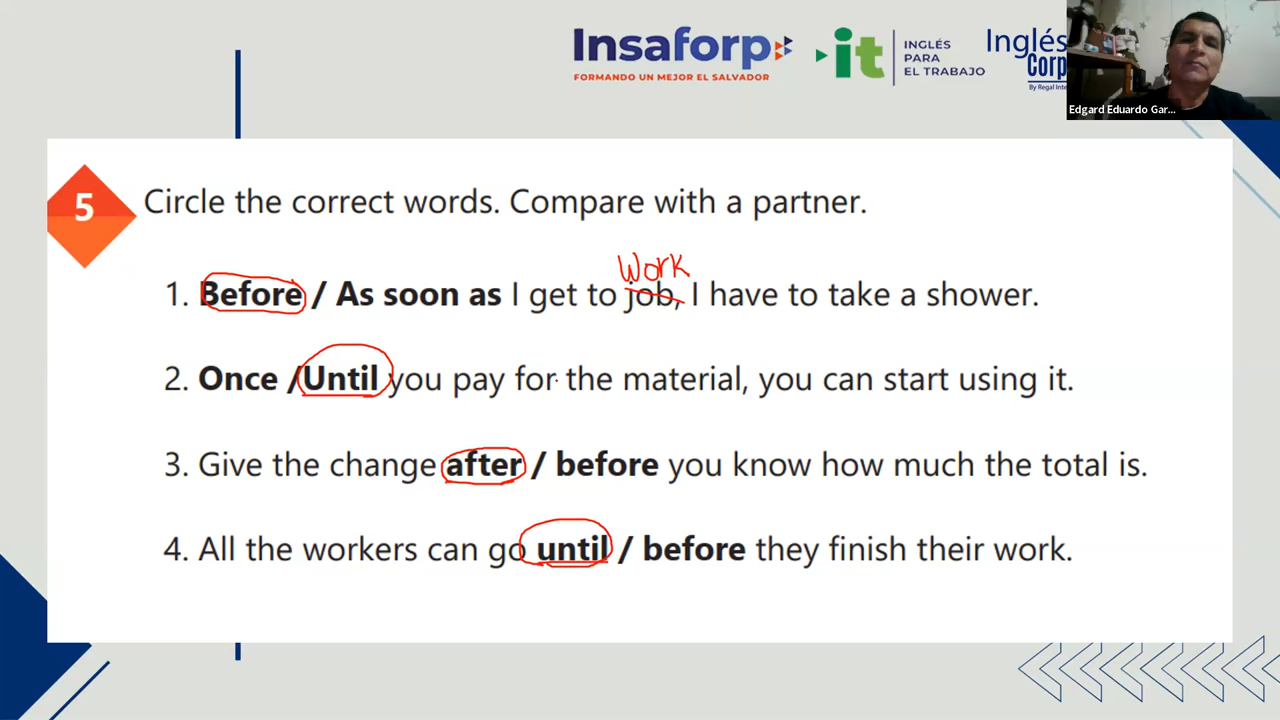 Insaforp
FORMANDO UN MEJOR EL SALVADOR
it
INGLÉS
PARA
EL TRABAJO
Inglés
Corp
By Regal Inte
Edgard Eduardo Gar...
5
Circle the correct words. Compare with a partner.
Work
1. Before / As soon as I get to job, I have to take a shower.
2. Once / Until you pay for the material, you can start using it.
3. Give the change after / before you know how much the total is.
4. All the workers can go until / before they finish their work.